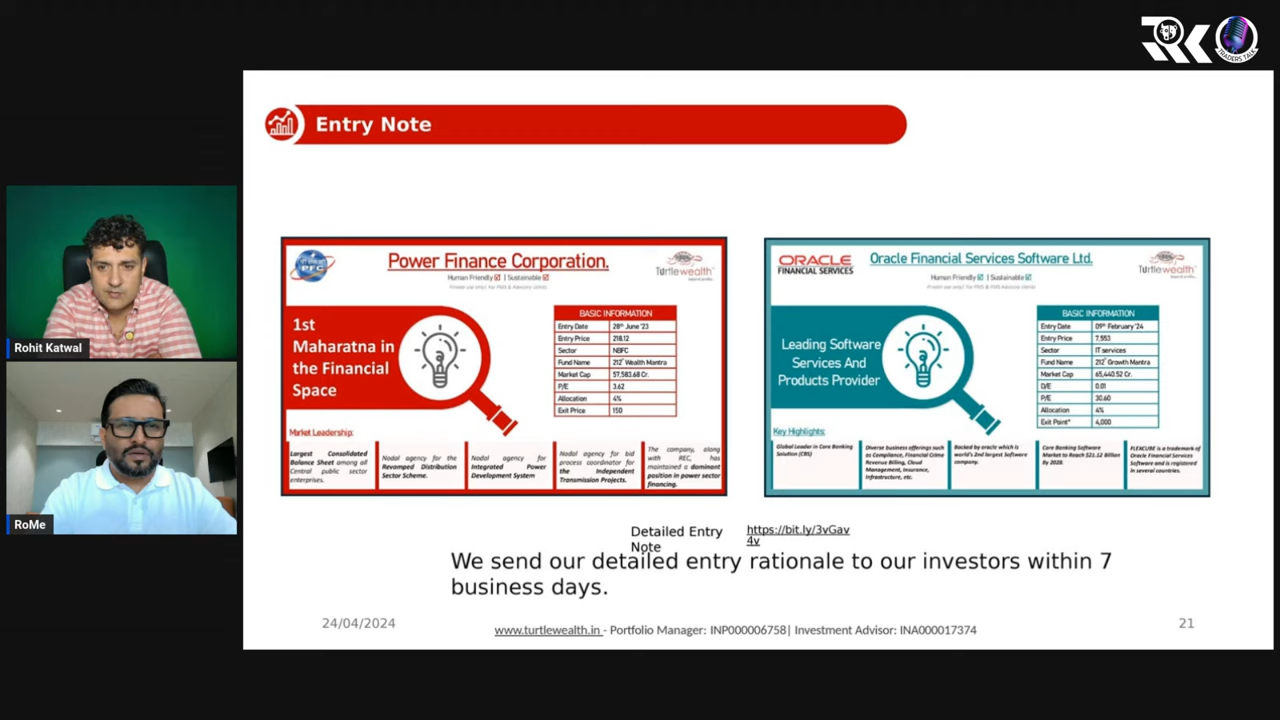 RK
TRADERS TALK
Entry Note
Rohit Katwal
RoMe
PFC
Power Finance Corporation.
Human Friendly ☑ | Sustainable ☑
Turtlewealth
1st
Maharatna in
the Financial
Space
BASIC INFORMATION
Entry Date 28th June '23
Entry Price 218.12
Sector NBFC
Fund Name 212° Wealth Mantra
Market Cap 57,583.68 Cr.
P/E 3.62
Allocation 4%
Exit Price 150
Market Leadership:
Largest Consolidated
Balance Sheet among all
Central public sector
enterprises.
Nodal agency for the
Revamped Distribution
Sector Scheme.
Nodal agency for
Integrated Power
Development System
Nodal agency for bid
process coordinator for
the Independent
Transmission Projects.
The company, along
with REC, has
maintained a dominant
position in power sector
financing.
ORACLE
FINANCIAL SERVICES
Oracle Financial Services Software Ltd.
Human Friendly ☑ | Sustainable ☑
Turtlewealth
Leading Software
Services And
Products Provider
BASIC INFORMATION
Entry Date 09th February '24
Entry Price 7,553
Sector IT services
Fund Name 212° Growth Mantra
Market Cap 65,440.52 Cr.
D/E 0.01
P/E 30.60
Allocation 4%
Exit Point* 4,000
Key Highlights:
Global Leader in Core Banking
Solution (CBS)
Diverse business offerings such
as Compliance, Financial Crime
Revenue Billing, Cloud
Management, Insurance,
Infrastructure, etc.
Backed by oracle which is
world's 2nd largest Software
company.
Core Banking Software
Market to Reach $21.12 Billion
By 2028.
FLEXCUBE is a trademark of
Oracle Financial Services
Software and is registered
in several countries.
Detailed Entry
Note
https://bit.ly/3vGav
4v
We send our detailed entry rationale to our investors within 7
business days.
24/04/2024
www.turtlewealth.in - Portfolio Manager: INP000006758| Investment Advisor: INA000017374
21